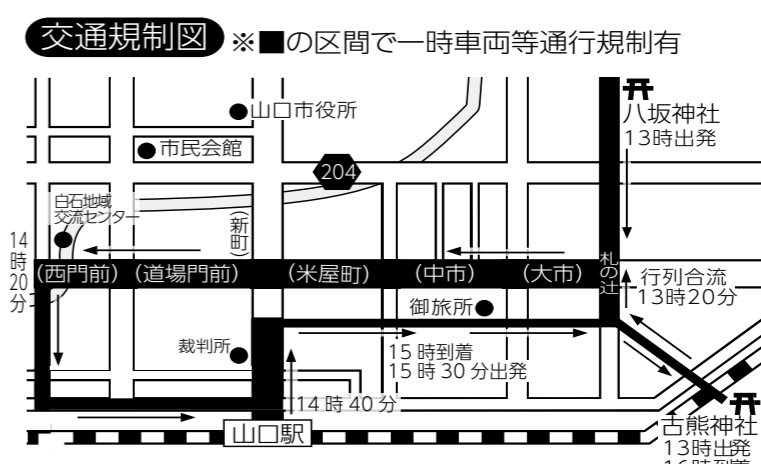 交通規制図 ※■の区間で一時車両等通行規制有
山口市役所
市民会館
204
八坂神社
13時出発
白石地域
交流センター
(新町)
14時20分
(西門前)
(道場門前)
(米屋町)
(中市)
(大市)
札の辻
行列合流
13時20分
御旅所
裁判所
15時到着
15時30分出発
14時40分
山口駅
古熊神社
13時出発